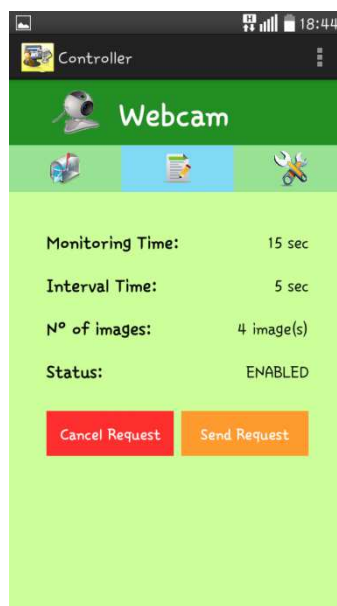 H 18:44
Controller
Webcam
Monitoring Time: 15 sec
Interval Time: 5 sec
Nº of images: 4 image(s)
Status: ENABLED
Cancel Request Send Request